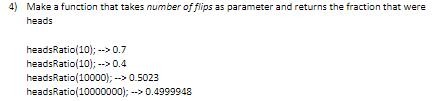 4) Make a function that takes number of flips as parameter and returns the fraction that were
heads
headsRatio(10); --> 0.7
headsRatio(10); --> 0.4
headsRatio(10000); --> 0.5023
headsRatio(10000000); --> 0.4999948